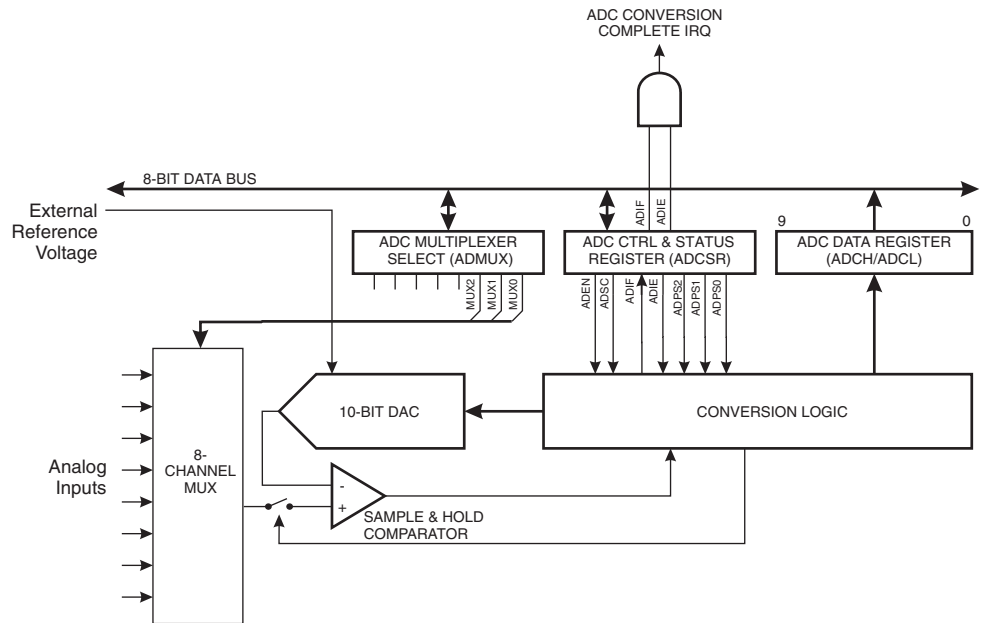 ADC CONVERSION
COMPLETE IRQ
8-BIT DATA BUS
ADIF
ADIE
External
Reference
Voltage
9
0
ADC MULTIPLEXER
SELECT (ADMUX)
ADC CTRL & STATUS
REGISTER (ADCSR)
ADC DATA REGISTER
(ADCH/ADCL)
MUX2
MUX1
MUX0
ADEN
ADSC
ADIF
ADIE
ADPS2
ADPS1
ADPS0
10-BIT DAC
CONVERSION LOGIC
Analog
Inputs
8-
CHANNEL
MUX
-
+
SAMPLE & HOLD
COMPARATOR